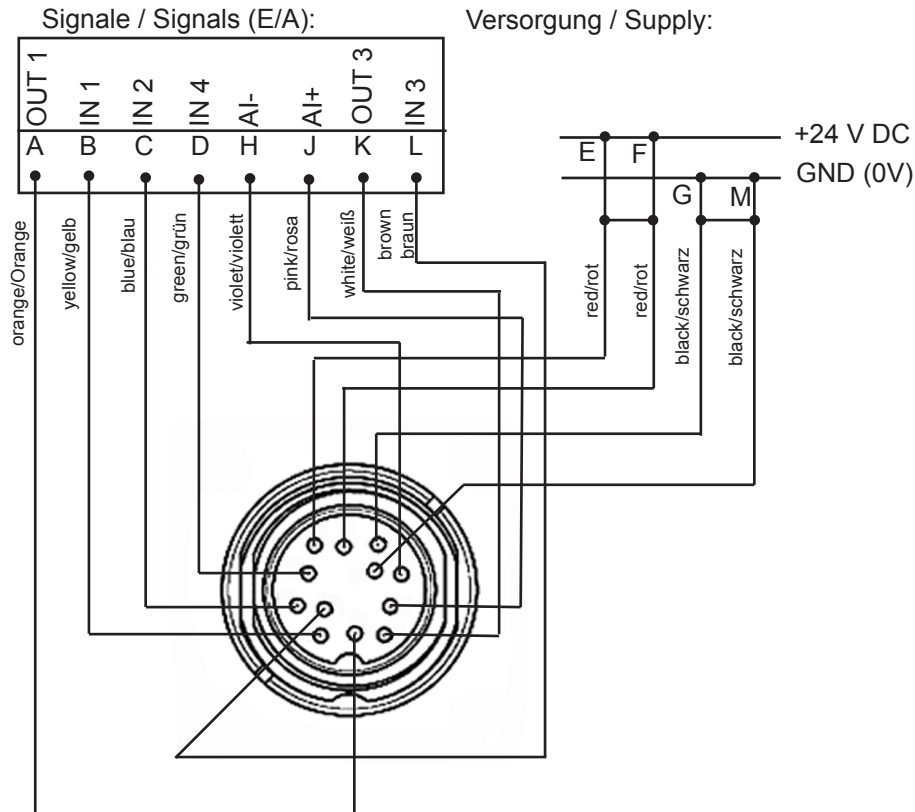 Signale / Signals (E/A):
Versorgung / Supply:
OUT 1
IN 1
IN 2
IN 4
AI-
AI+
OUT 3
IN 3
A
B
C
D
H
J
K
L
E
F
+24 V DC
G
M
GND (0V)
orange/Orange
yellow/gelb
blue/blau
green/grün
violet/violett
pink/rosa
white/weiß
brown
braun
red/rot
red/rot
black/schwarz
black/schwarz